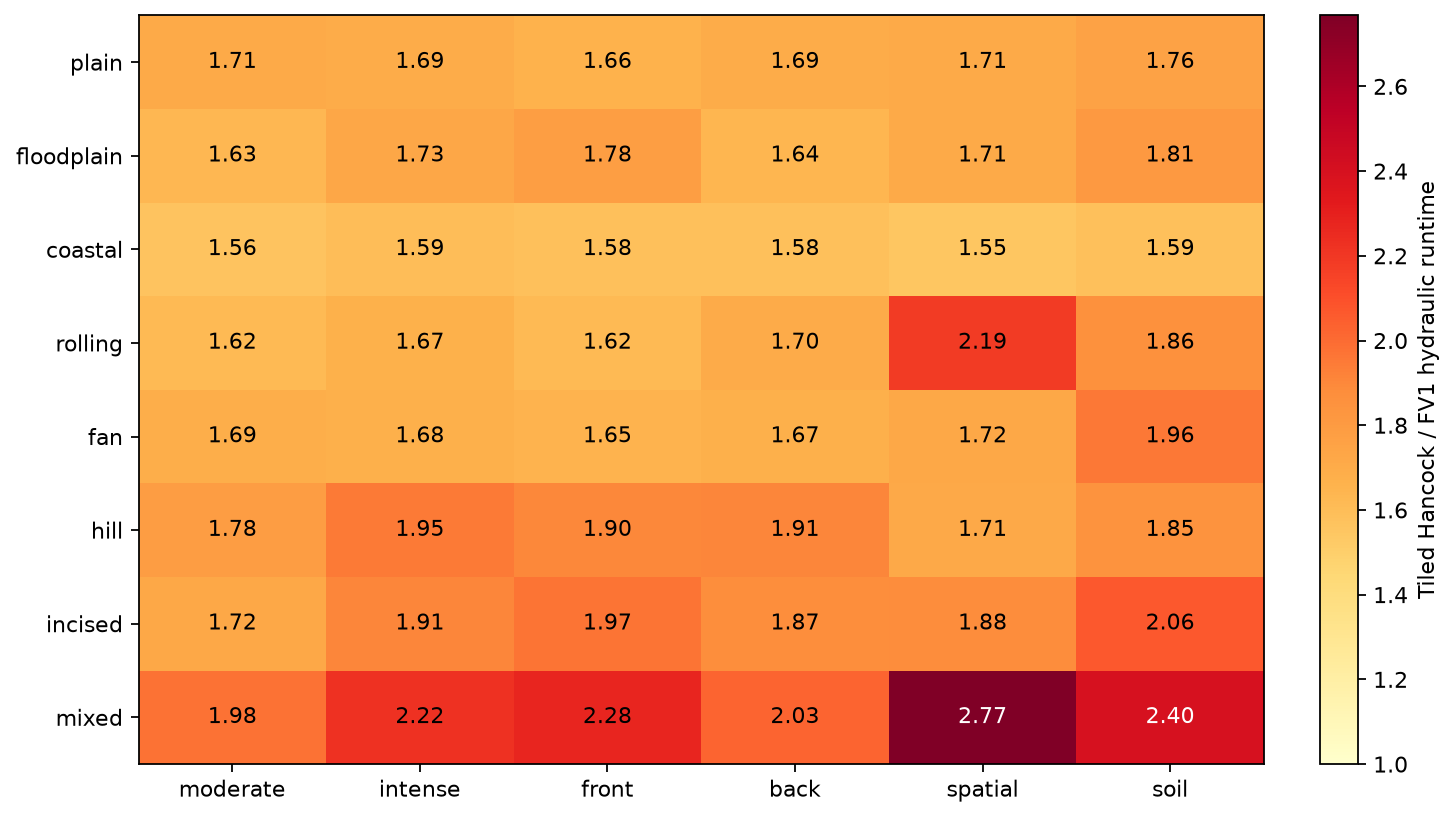 plain 1.71 1.69 1.66 1.69 1.71 1.76
floodplain 1.63 1.73 1.78 1.64 1.71 1.81
coastal 1.56 1.59 1.58 1.58 1.55 1.59
rolling 1.62 1.67 1.62 1.70 2.19 1.86
fan 1.69 1.68 1.65 1.67 1.72 1.96
hill 1.78 1.95 1.90 1.91 1.71 1.85
incised 1.72 1.91 1.97 1.87 1.88 2.06
mixed 1.98 2.22 2.28 2.03 2.77 2.40
moderate intense front back spatial soil
2.6
2.4
2.2
2.0
1.8
1.6
1.4
1.2
1.0
Tiled Hancock / FV1 hydraulic runtime